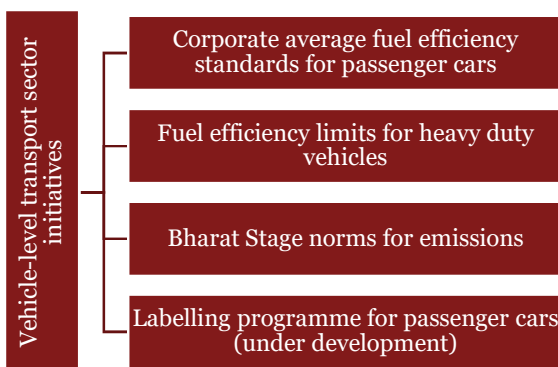 Vehicle-level transport sector
initiatives
Corporate average fuel efficiency
standards for passenger cars
Fuel efficiency limits for heavy duty
vehicles
Bharat Stage norms for emissions
Labelling programme for passenger cars
(under development)